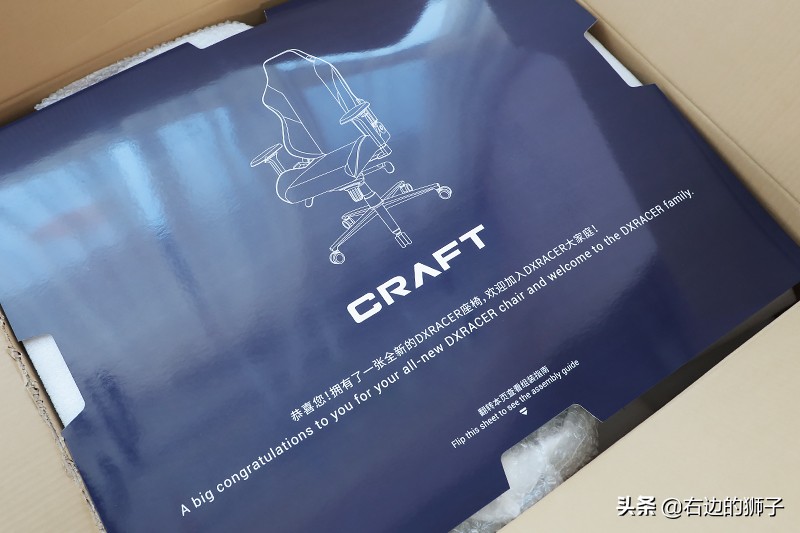 CRAFT
恭喜您!拥有了一张全新的DXRACER座椅,欢迎加入DXRACER大家庭!
A big congratulations to you for your all-new DXRACER chair and welcome to the DXRACER family.
翻转本页查看组装指南
Flip this sheet to see the assembly guide
头条 @右边的狮子